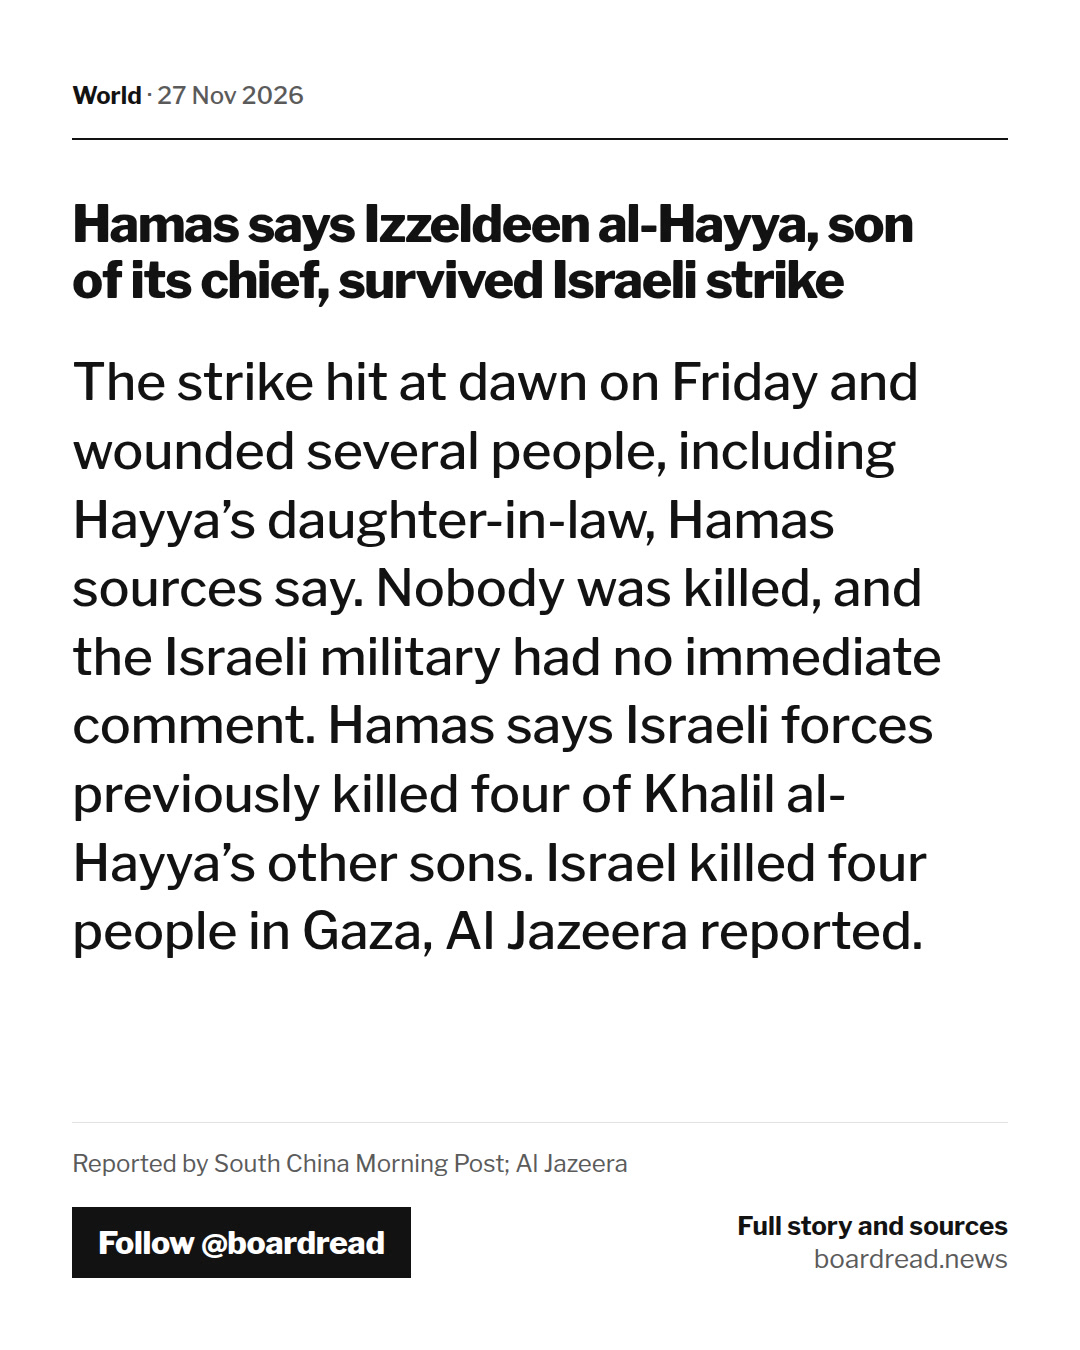 World · 27 Nov 2026
Hamas says Izzeldeen al-Hayya, son
of its chief, survived Israeli strike
The strike hit at dawn on Friday and
wounded several people, including
Hayya’s daughter-in-law, Hamas
sources say. Nobody was killed, and
the Israeli military had no immediate
comment. Hamas says Israeli forces
previously killed four of Khalil al-
Hayya’s other sons. Israel killed four
people in Gaza, Al Jazeera reported.
Reported by South China Morning Post; Al Jazeera
Follow @boardread
Full story and sources
boardread.news